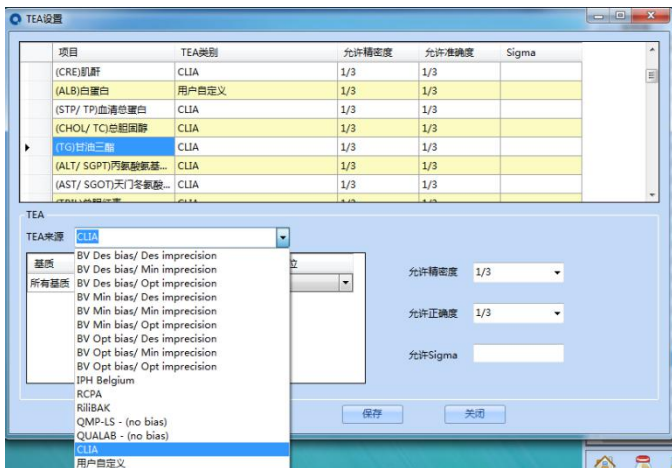 TEA设置
项目 TEA类别 允许精密度 允许准确度 Sigma
(CRE)肌酐 CLIA 1/3 1/3
(ALB)白蛋白 用户自定义 1/3 1/3
(STP/ TP)血清总蛋白 CLIA 1/3 1/3
(CHOL/ TC)总胆固醇 CLIA 1/3 1/3
(TG)甘油三酯 CLIA 1/3 1/3
(ALT/ SGPT)丙氨酸氨基... CLIA 1/3 1/3
(AST/ SGOT)天门冬氨酸... CLIA 1/3 1/3
TEA
TEA来源 CLIA
基质 位
所有基质
BV Des bias/ Des imprecision
BV Des bias/ Min imprecision
BV Des bias/ Opt imprecision
BV Min bias/ Des imprecision
BV Min bias/ Min imprecision
BV Min bias/ Opt imprecision
BV Opt bias/ Des imprecision
BV Opt bias/ Min imprecision
BV Opt bias/ Opt imprecision
IPH Belgium
RCPA
RiliBAK
QMP-LS - (no bias)
QUALAB - (no bias)
CLIA
用户自定义
允许精密度 1/3
允许正确度 1/3
允许Sigma
保存 关闭